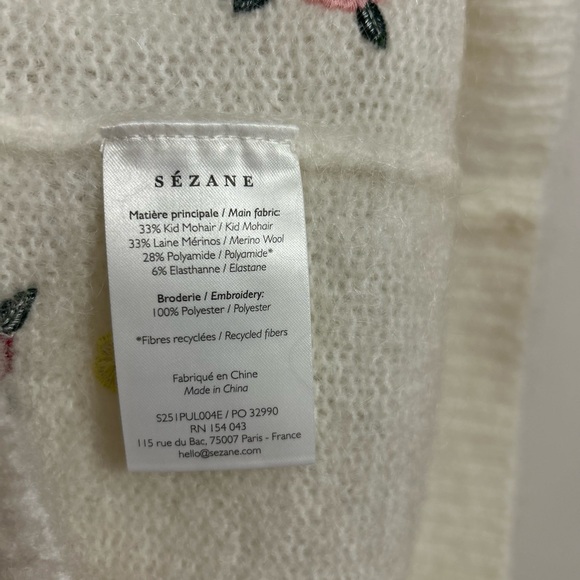 SÉZANE
Matière principale / Main fabric:
33% Kid Mohair / Kid Mohair
33% Laine Mérinos / Merino Wool
28% Polyamide / Polyamide*
6% Elasthanne / Elastane
Broderie / Embroidery:
100% Polyester / Polyester
*Fibres recyclées / Recycled fibers
Fabriqué en Chine
Made in China
S251PUL004E / PO 32990
RN 154 043
115 rue du Bac, 75007 Paris - France
hello@sezane.com